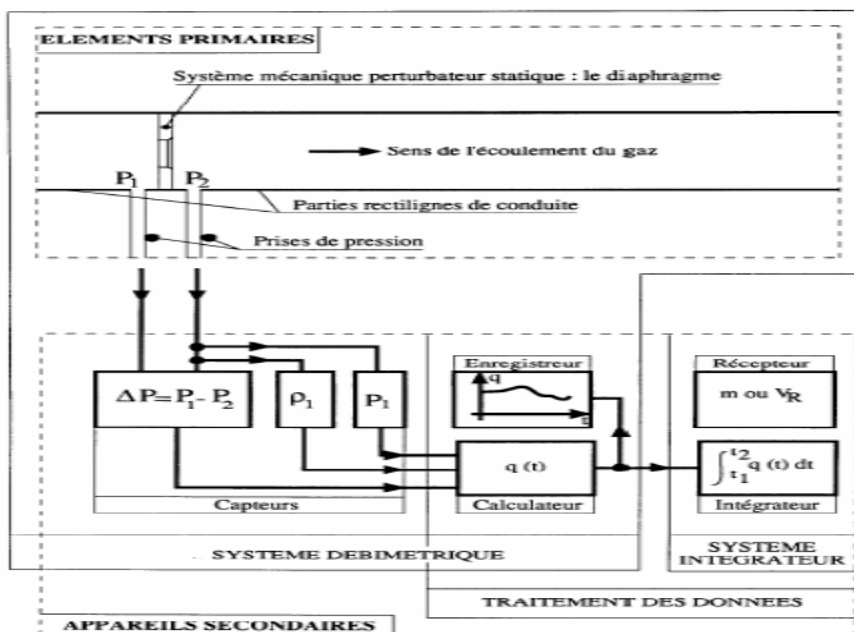 ELEMENTS PRIMAIRES
Système mécanique perturbateur statique : le diaphragme
Sens de l'écoulement du gaz
P1 P2
Parties rectilignes de conduite
Prises de pression
Enregistreur
Récepteur
ΔP=P1-P2
ρ1
P1
q
t
m ou VR
q (t)
∫t1t2 q (t) dt
Capteurs
Calculateur
Intégrateur
SYSTEME DEBIMETRIQUE
SYSTEME
INTEGRATEUR
TRAITEMENT DES DONNEES
APPAREILS SECONDAIRES